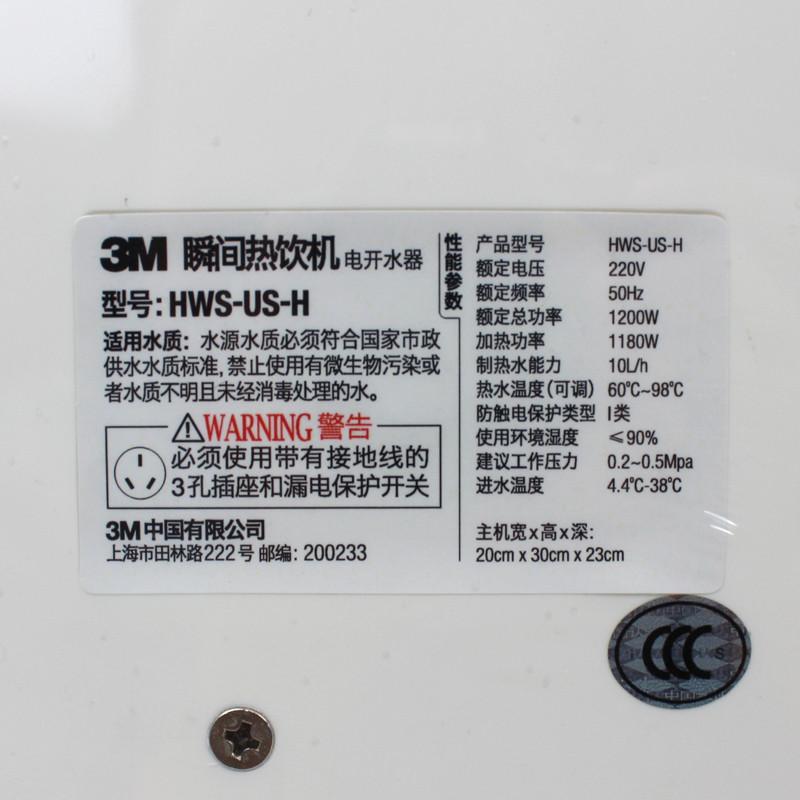 3M 瞬间热饮机 电开水器
型号：HWS-US-H
适用水质：水源水质必须符合国家市政
供水水质标准，禁止使用有微生物污染或
者水质不明且未经消毒处理的水。
WARNING 警告
必须使用带有接地线的
3孔插座和漏电保护开关
3M中国有限公司
上海市田林路222号 邮编：200233
性能参数
产品型号 HWS-US-H
额定电压 220V
额定频率 50Hz
额定总功率 1200W
加热功率 1180W
制热水能力 10L/h
热水温度(可调) 60℃~98℃
防触电保护类型 I类
使用环境湿度 ≤90%
建议工作压力 0.2~0.5Mpa
进水温度 4.4℃-38℃
主机宽x高x深：
20cm x 30cm x 23cm
CCC S